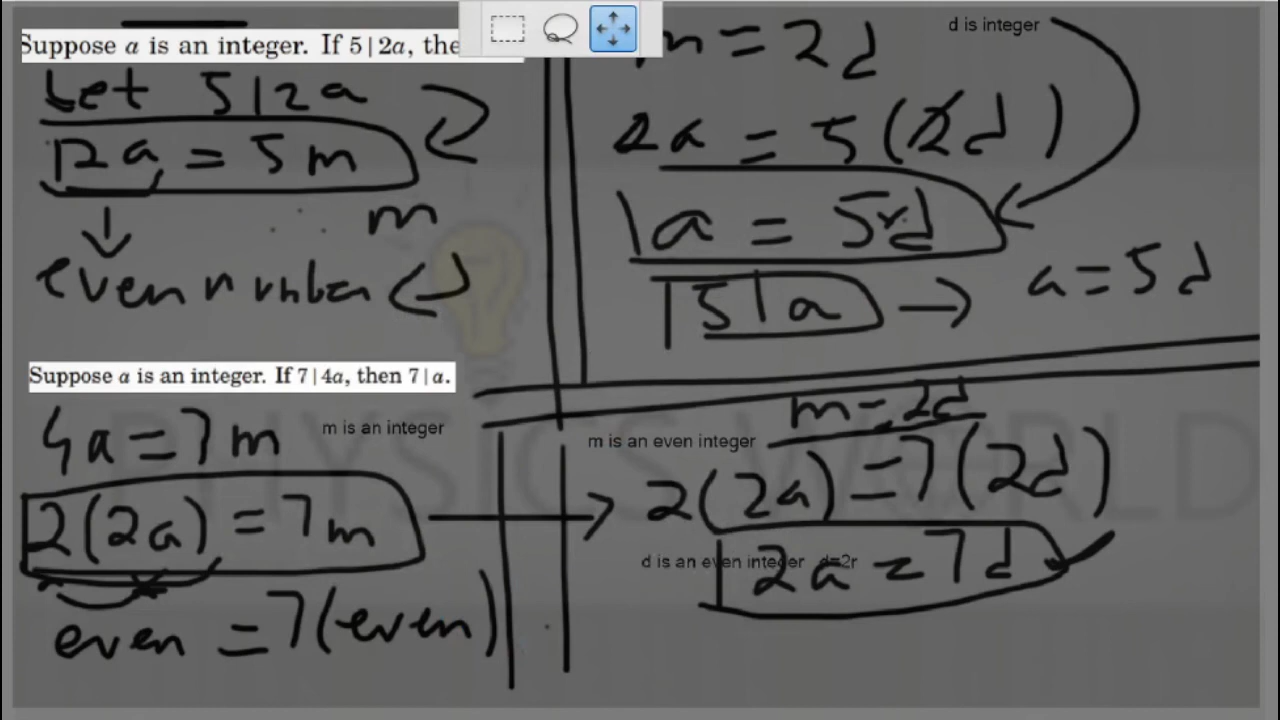 Suppose a is an integer. If 5 | 2a, the
Let 5|2a
2a = 5m
m
even number
= 2d
d is integer
2a = 5(2d)
a = 5×d
5|a → a = 5d
Suppose a is an integer. If 7 | 4a, then 7 | a.
4a = 7m
m is an integer
2(2a) = 7m
even = 7(even)
m = 2d
m is an even integer
2(2a) = 7(2d)
d is an even integer d=2r
2a = 7d
PHYSICS WORLD